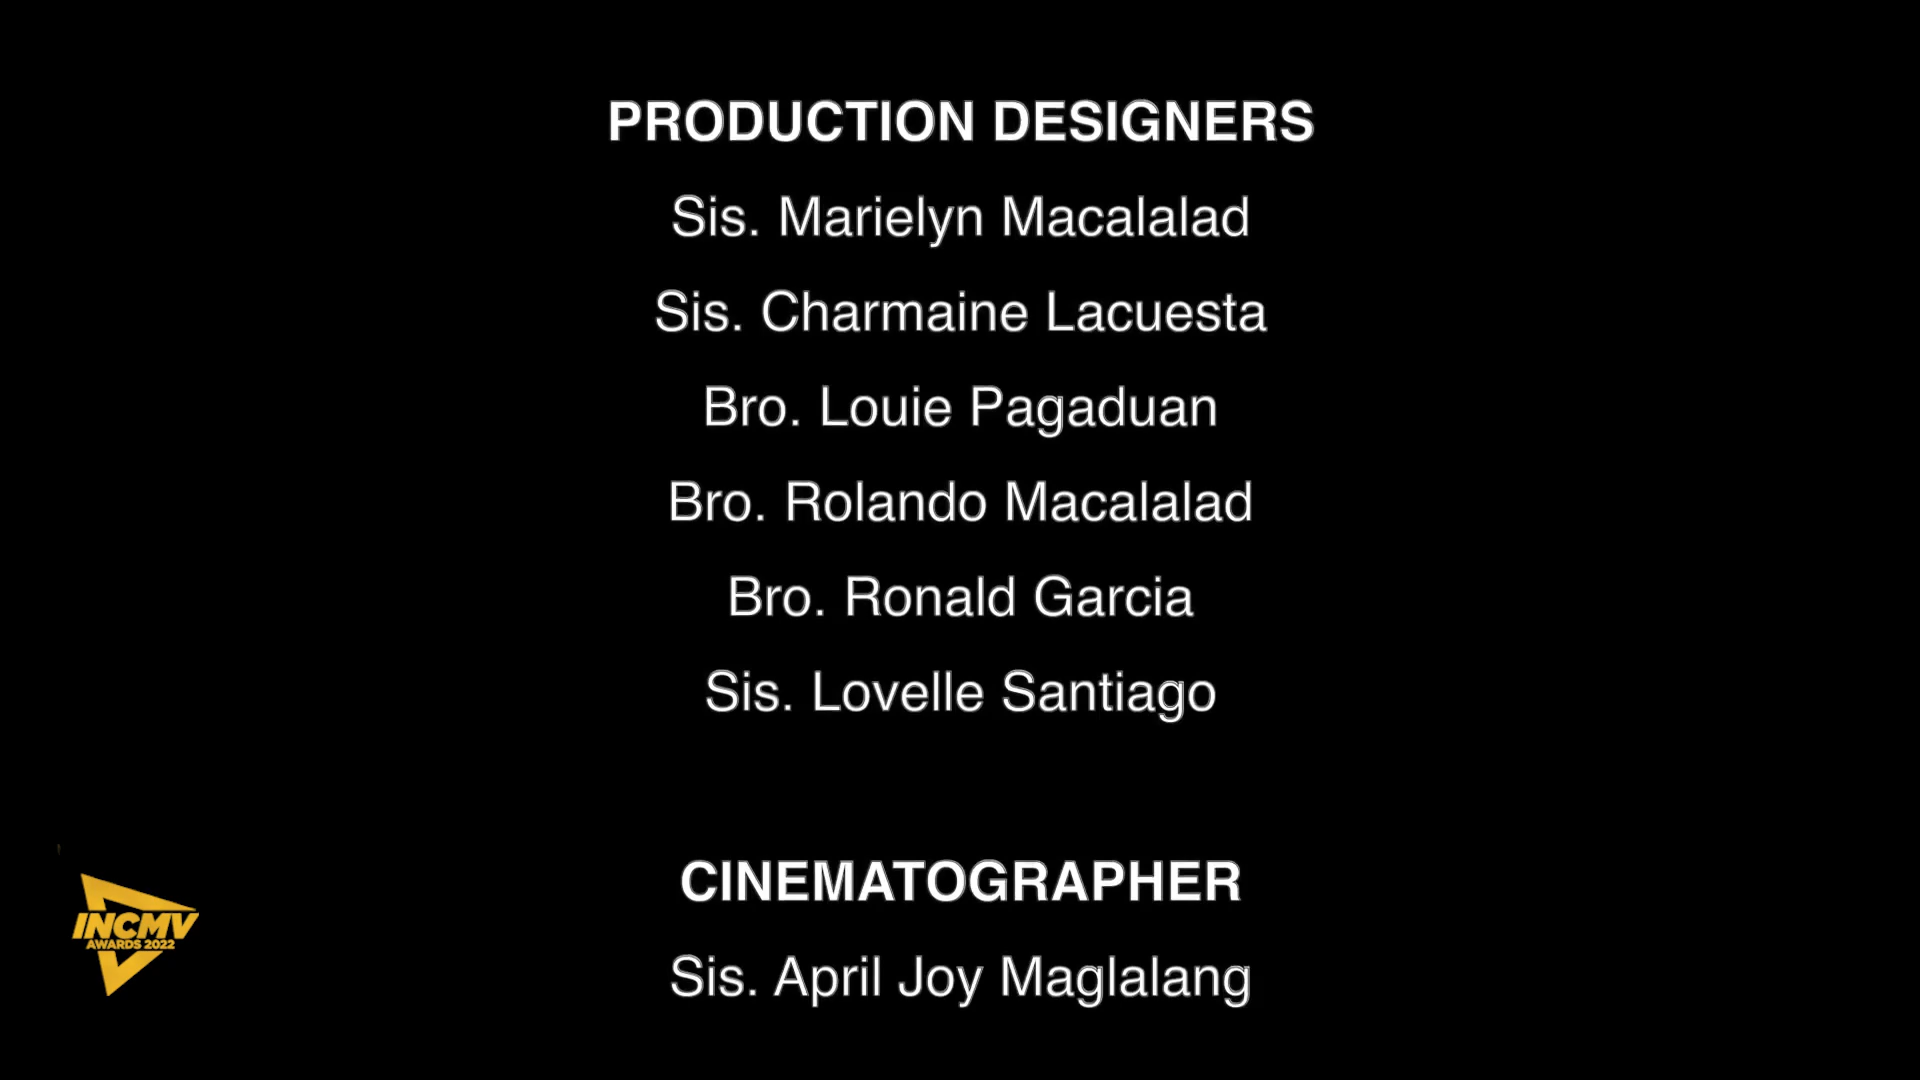 PRODUCTION DESIGNERS
Sis. Marielyn Macalalad
Sis. Charmaine Lacuesta
Bro. Louie Pagaduan
Bro. Rolando Macalalad
Bro. Ronald Garcia
Sis. Lovelle Santiago
CINEMATOGRAPHER
Sis. April Joy Maglalang
INCMV
AWARDS 2022